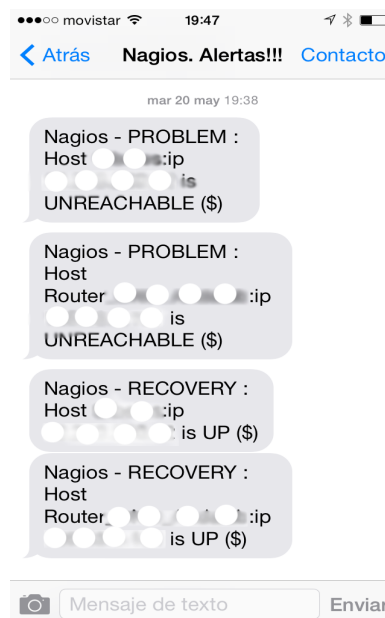 movistar 19:47
Atrás Nagios. Alertas!!! Contacto
mar 20 may 19:38
Nagios - PROBLEM :
Host :ip
is
UNREACHABLE ($)
Nagios - PROBLEM :
Host
Router :ip
is
UNREACHABLE ($)
Nagios - RECOVERY :
Host :ip
is UP ($)
Nagios - RECOVERY :
Host
Router :ip
is UP ($)
Mensaje de texto Enviar